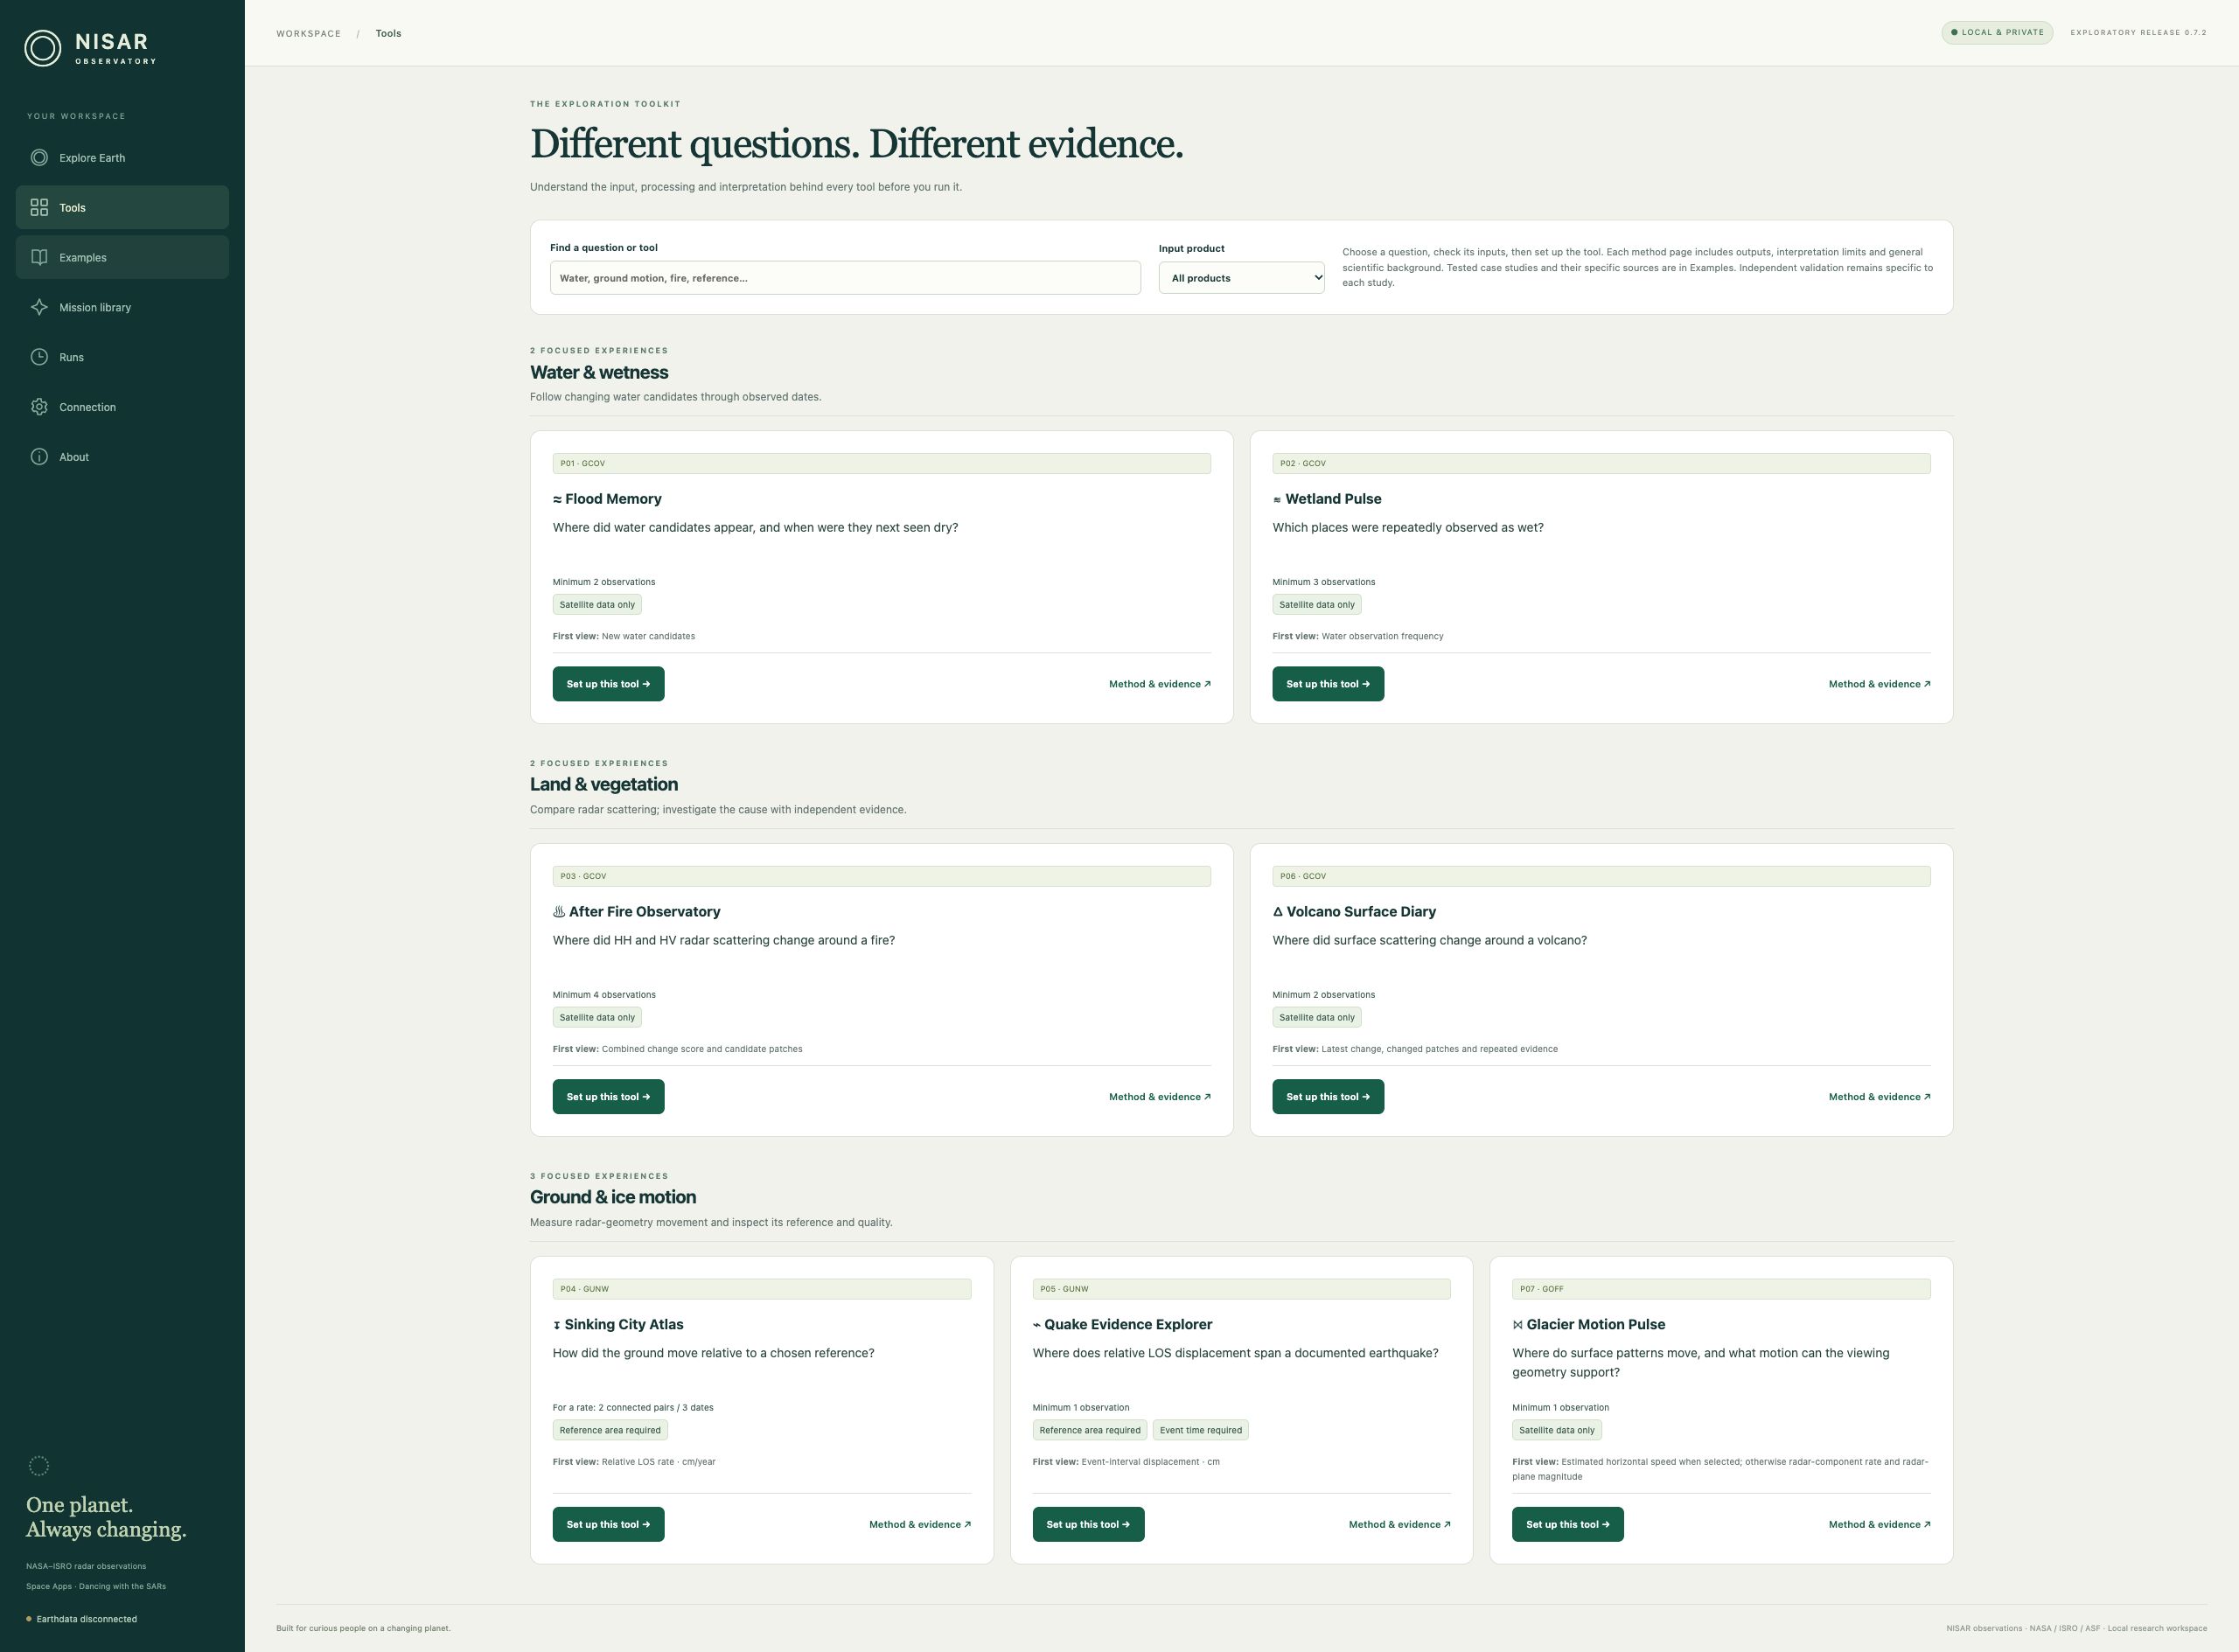 NISAR
OBSERVATORY
YOUR WORKSPACE
Explore Earth
Tools
Examples
Mission library
Runs
Connection
About
One planet.
Always changing.
NASA–ISRO radar observations
Space Apps · Dancing with the SARs
Earthdata disconnected
WORKSPACE / Tools
LOCAL & PRIVATE
EXPLORATORY RELEASE 0.7.2
THE EXPLORATION TOOLKIT
Different questions. Different evidence.
Understand the input, processing and interpretation behind every tool before you run it.
Find a question or tool
Water, ground motion, fire, reference...
Input product
All products
Choose a question, check its inputs, then set up the tool. Each method page includes outputs, interpretation limits and general
scientific background. Tested case studies and their specific sources are in Examples. Independent validation remains specific to
each study.
2 FOCUSED EXPERIENCES
Water & wetness
Follow changing water candidates through observed dates.
P01 · GCOV
≈ Flood Memory
Where did water candidates appear, and when were they next seen dry?
Minimum 2 observations
Satellite data only
First view: New water candidates
Set up this tool →
Method & evidence ↗
P02 · GCOV
≋ Wetland Pulse
Which places were repeatedly observed as wet?
Minimum 3 observations
Satellite data only
First view: Water observation frequency
Set up this tool →
Method & evidence ↗
2 FOCUSED EXPERIENCES
Land & vegetation
Compare radar scattering; investigate the cause with independent evidence.
P03 · GCOV
♨ After Fire Observatory
Where did HH and HV radar scattering change around a fire?
Minimum 4 observations
Satellite data only
First view: Combined change score and candidate patches
Set up this tool →
Method & evidence ↗
P06 · GCOV
△ Volcano Surface Diary
Where did surface scattering change around a volcano?
Minimum 2 observations
Satellite data only
First view: Latest change, changed patches and repeated evidence
Set up this tool →
Method & evidence ↗
3 FOCUSED EXPERIENCES
Ground & ice motion
Measure radar-geometry movement and inspect its reference and quality.
P04 · GUNW
↧ Sinking City Atlas
How did the ground move relative to a chosen reference?
For a rate: 2 connected pairs / 3 dates
Reference area required
First view: Relative LOS rate · cm/year
Set up this tool →
Method & evidence ↗
P05 · GUNW
⌁ Quake Evidence Explorer
Where does relative LOS displacement span a documented earthquake?
Minimum 1 observation
Reference area required
Event time required
First view: Event-interval displacement · cm
Set up this tool →
Method & evidence ↗
P07 · GOFF
⋈ Glacier Motion Pulse
Where do surface patterns move, and what motion can the viewing
geometry support?
Minimum 1 observation
Satellite data only
First view: Estimated horizontal speed when selected; otherwise radar-component rate and radar-
plane magnitude
Set up this tool →
Method & evidence ↗
Built for curious people on a changing planet.
NISAR observations · NASA / ISRO / ASF · Local research workspace